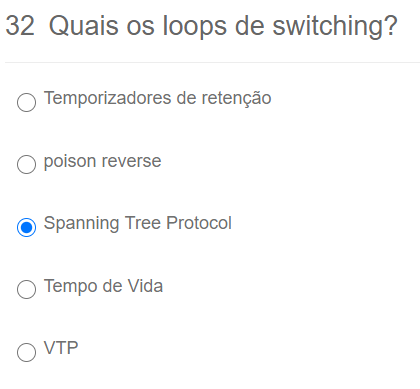 32 Quais os loops de switching?
Temporizadores de retenção
poison reverse
Spanning Tree Protocol
Tempo de Vida
VTP